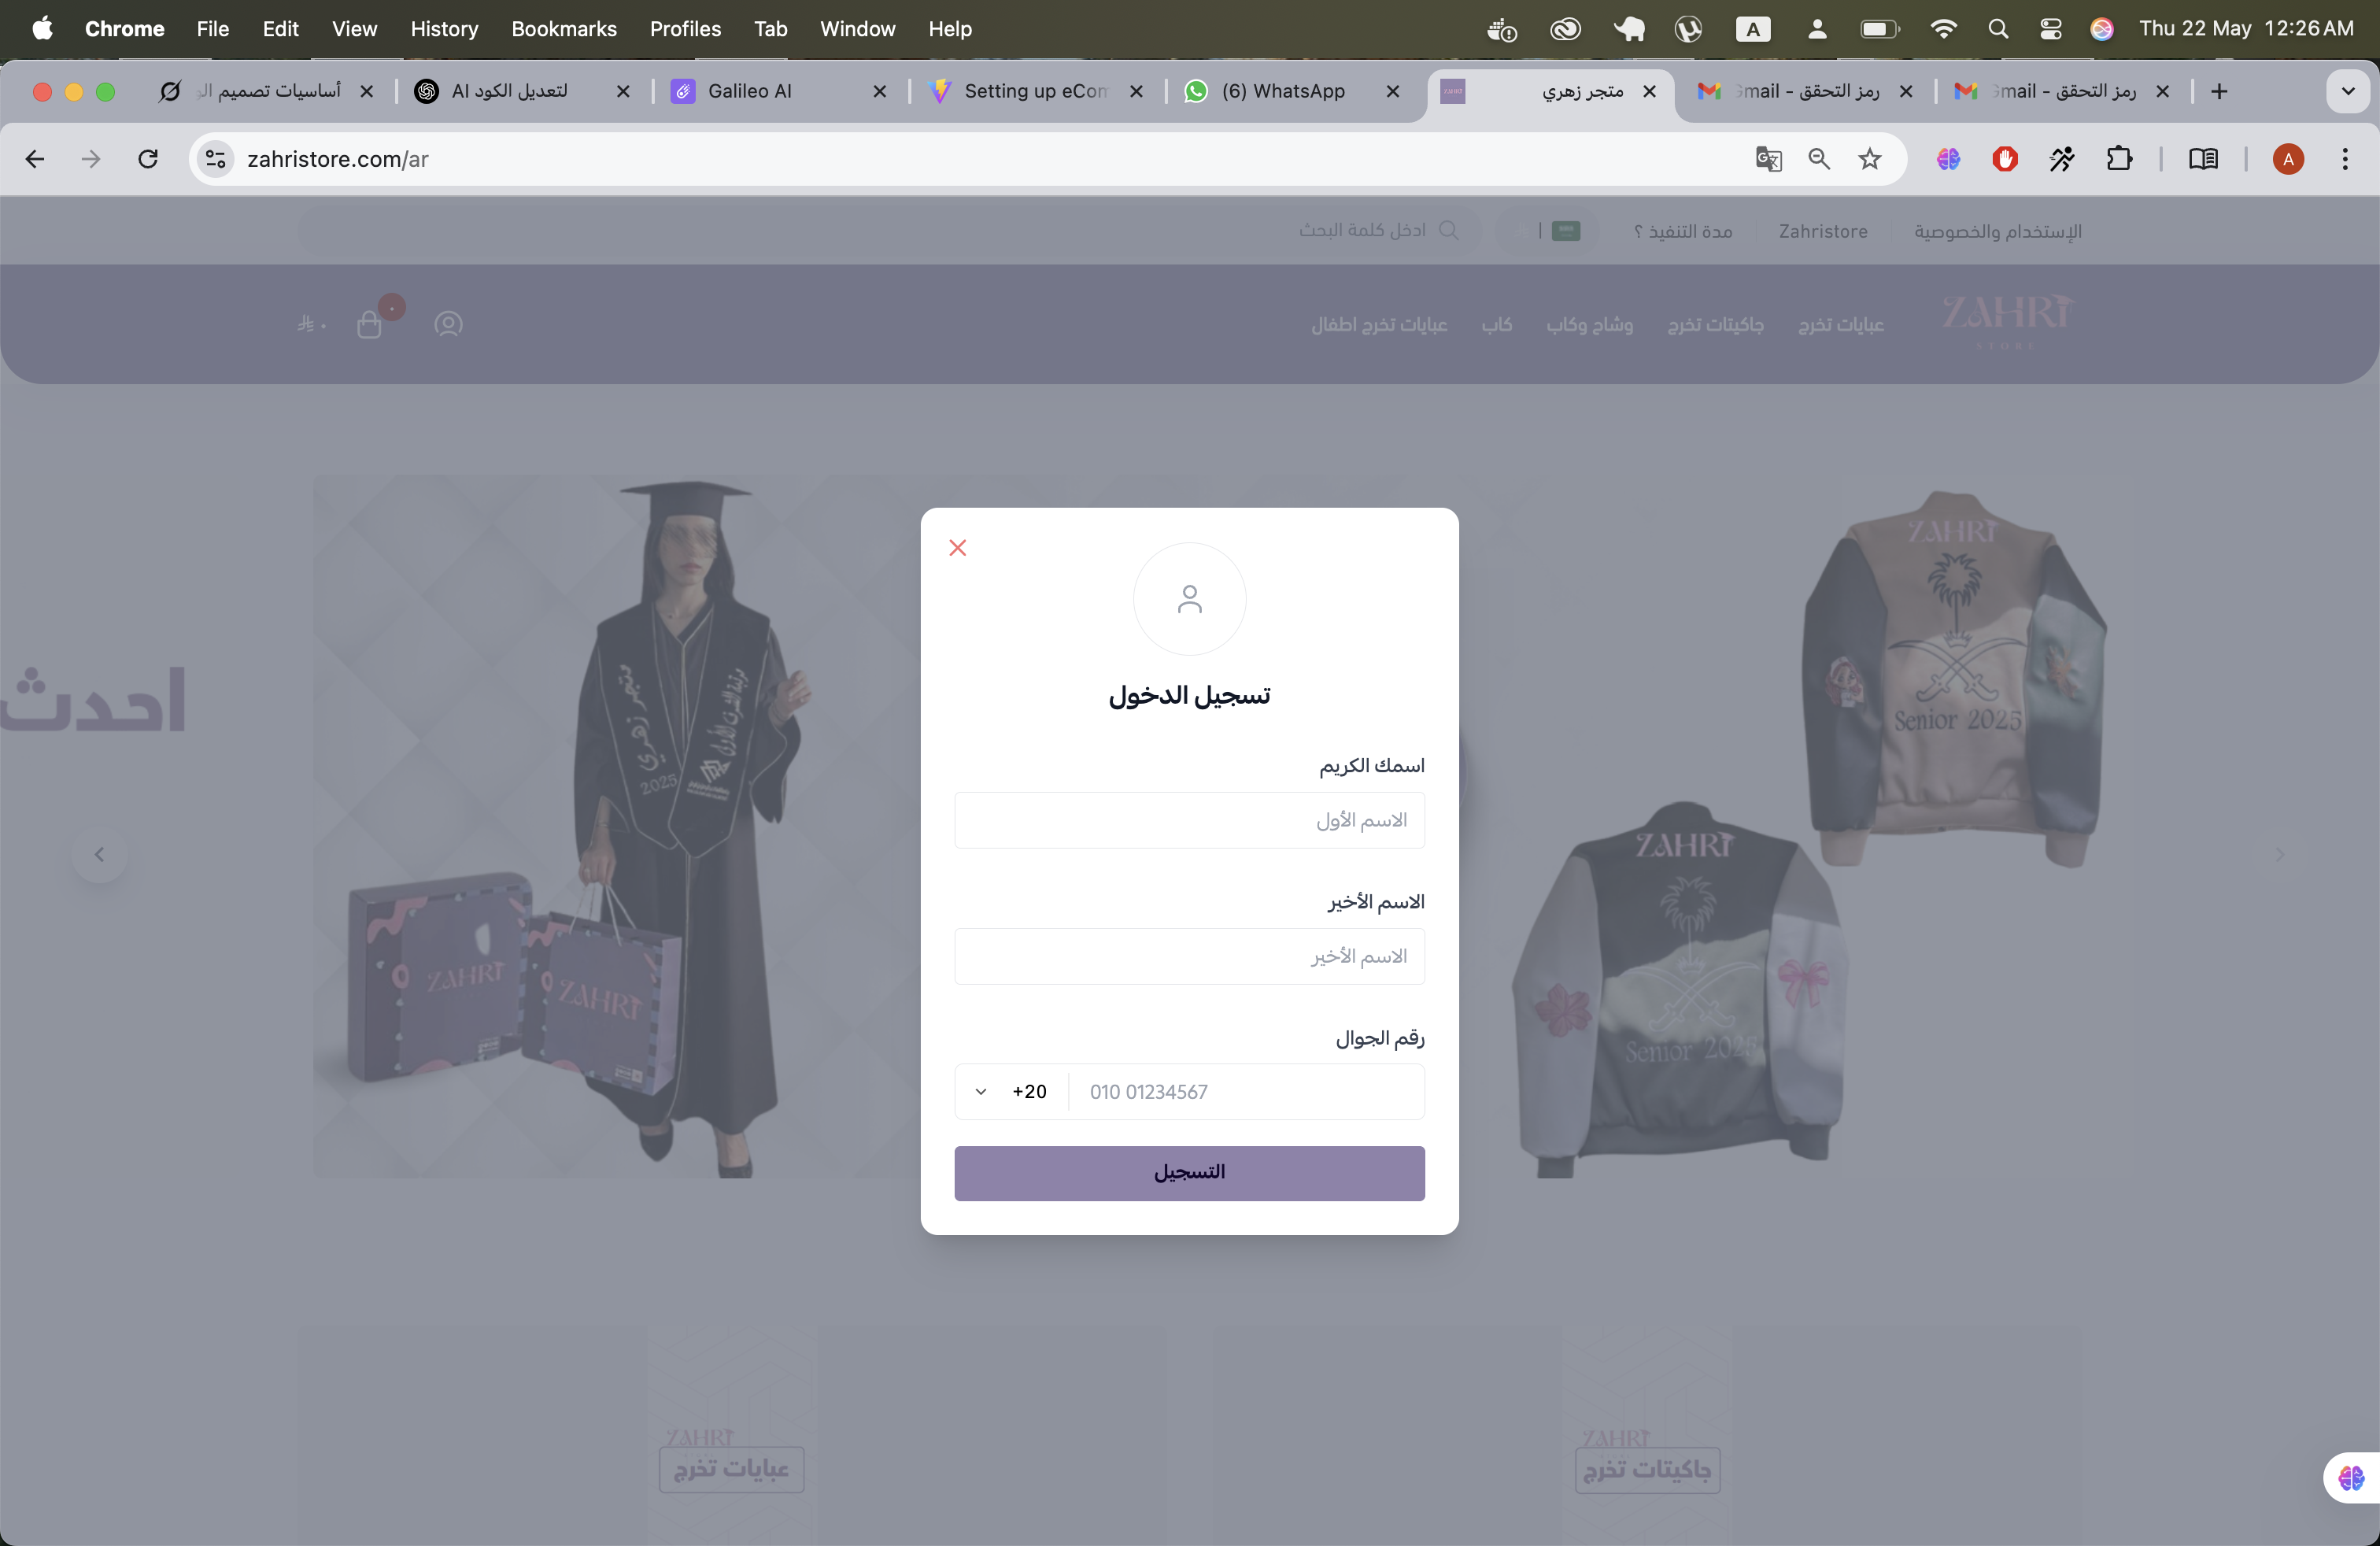 Chrome File Edit View History Bookmarks Profiles Tab Window Help A Thu 22 May 12:26 AM
أساسيات تصميم
AI لتعديل الكود
Galileo AI
Setting up eCom
(6) WhatsApp
متجر زهري
رمز التحقق - Gmail
رمز التحقق - Gmail
zahristore.com/ar
A
الإستخدام والخصوصية
Zahristore
مدة التنفيذ ؟
ادخل كلمة البحث
ZAHRI
STORE
عبايات تخرج
جاكيتات تخرج
وشاح وكاب
كاب
عبايات تخرج اطفال
احدث
متجر زهري
2025
ZAHRI
ZAHRI
ZAHRI
Senior 2025
ZAHRI
Senior 2025
تسجيل الدخول
اسمك الكريم
الاسم الأول
الاسم الأخير
الاسم الأخير
رقم الجوال
+20 010 01234567
التسجيل
ZAHRI
جاكيتات تخرج
ZAHRI
عبايات تخرج